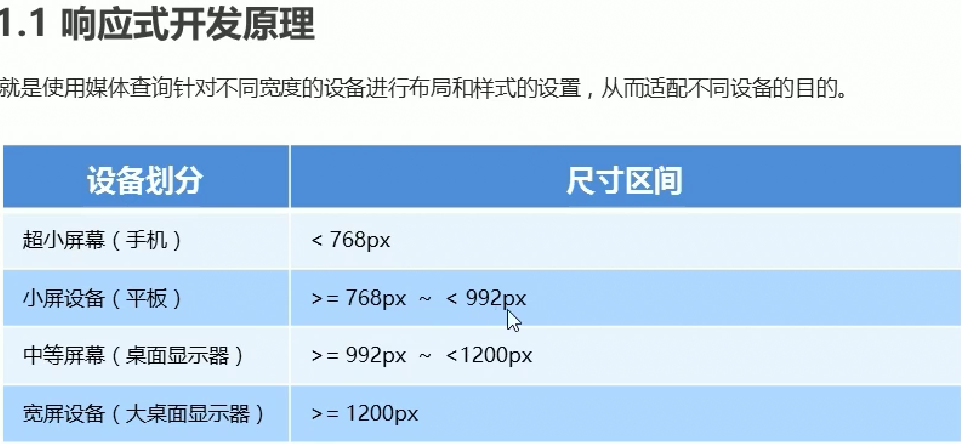 1.1 响应式开发原理
就是使用媒体查询针对不同宽度的设备进行布局和样式的设置，从而适配不同设备的目的。
设备划分 尺寸区间
超小屏幕（手机） < 768px
小屏设备（平板） >= 768px ~ < 992px
中等屏幕（桌面显示器） >= 992px ~ <1200px
宽屏设备（大桌面显示器） >= 1200px